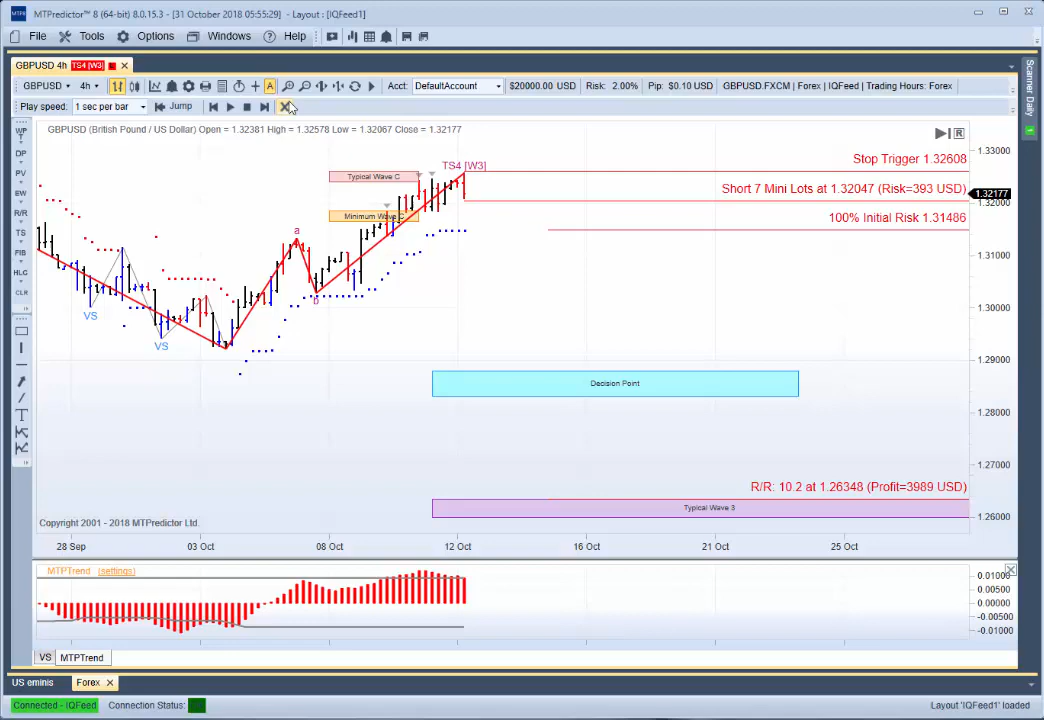 MTPredictor™ 8 (64-bit) 8.0.15.3 - [31 October 2018 05:55:29] - Layout : [IQFeed1]
File Tools Options Windows Help
GBPUSD 4h TS4 [W3]
GBPUSD 4h A Acct: DefaultAccount $20000.00 USD Risk: 2.00% Pip: $0.10 USD GBPUSD.FXCM | Forex | IQFeed | Trading Hours: Forex
Play speed: 1 sec per bar Jump
GBPUSD (British Pound / US Dollar) Open = 1.32381 High = 1.32578 Low = 1.32067 Close = 1.32177
R
WP
DP
PV
EW
R/R
TS
FIB
HLC
CLR
T
Scanner Daily
TS4 [W3]
Typical Wave C
Minimum Wave C
a
b
VS
VS
Stop Trigger 1.32608
Short 7 Mini Lots at 1.32047 (Risk=393 USD)
100% Initial Risk 1.31486
Decision Point
R/R: 10.2 at 1.26348 (Profit=3989 USD)
Typical Wave 3
1.33000
1.32177
1.32000
1.31000
1.30000
1.29000
1.28000
1.27000
1.26000
Copyright 2001 - 2018 MTPredictor Ltd.
28 Sep 03 Oct 08 Oct 12 Oct 16 Oct 21 Oct 25 Oct
MTPTrend (settings)
0.01000
0.00500
0.00000
-0.00500
-0.01000
VS MTPTrend
US eminis Forex
Connected - IQFeed Connection Status: Layout 'IQFeed1' loaded